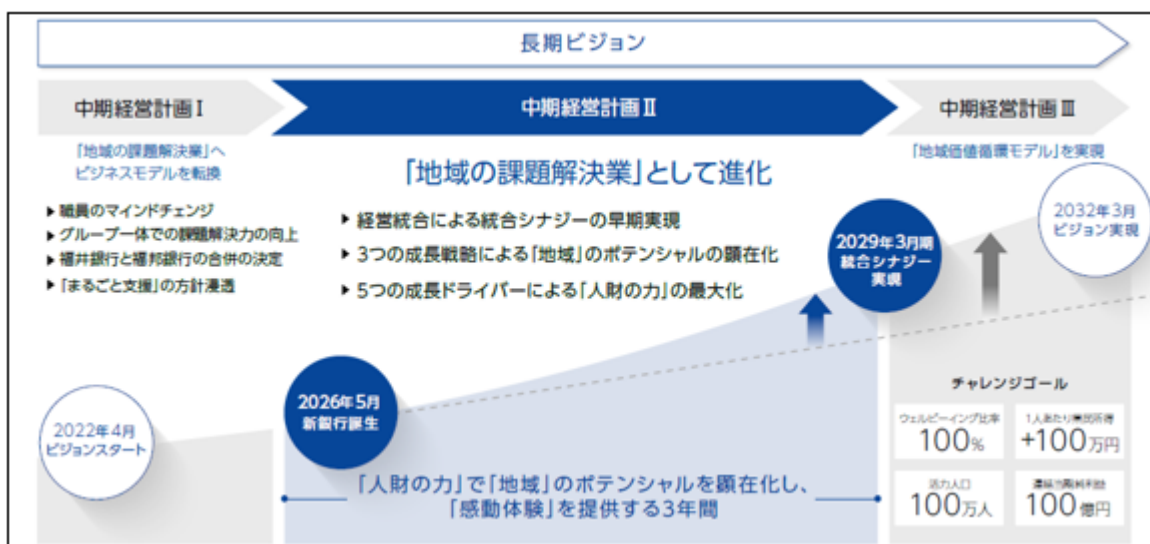 長期ビジョン
中期経営計画Ⅰ
「地域の課題解決業」へ
ビジネスモデルを転換
▶ 職員のマインドチェンジ
▶ グループ一体での課題解決力の向上
▶ 福井銀行と福邦銀行の合併の決定
▶ 「まるごと支援」の方針浸透
2022年4月
ビジョンスタート
中期経営計画Ⅱ
「地域の課題解決業」として進化
▶ 経営統合による統合シナジーの早期実現
▶ 3つの成長戦略による「地域」のポテンシャルの顕在化
▶ 5つの成長ドライバーによる「人財の力」の最大化
2026年5月
新銀行誕生
「人財の力」で「地域」のポテンシャルを顕在化し、
「感動体験」を提供する3年間
2029年3月期
統合シナジー
実現
中期経営計画Ⅲ
「地域価値循環モデル」を実現
2032年3月
ビジョン実現
チャレンジゴール
ウェルビーイング比率
100%
1人あたり県民所得
+100万円
活力人口
100万人
連結当期純利益
100億円